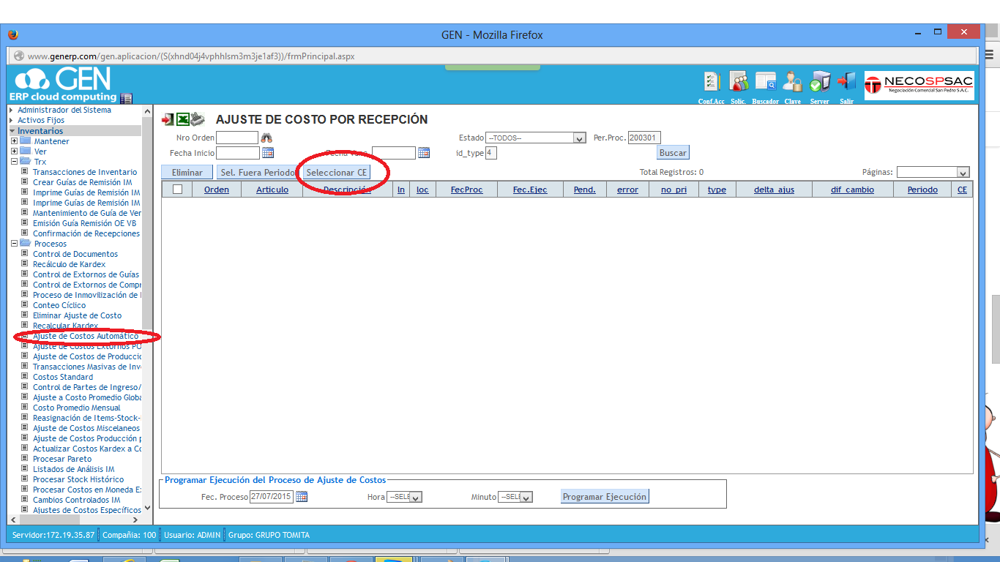 GEN - Mozilla Firefox
www.generp.com/gen.aplicacion/(S(xhnd04j4vphhlsm3m3je1af3))/frmPrincipal.aspx
GEN
ERP cloud computing
Conf.Acc Solic. Buscador Clave Server Salir
NECOSPSAC
Negociación Comercial San Pedro S.A.C.
Administrador del Sistema
Activos Fijos
Inventarios
Mantener
Ver
Trx
Transacciones de Inventario
Crear Guías de Remisión IM
Imprime Guías de Remisión IM
Imprime Guías de Remisión IM
Mantenimiento de Guía de Ver
Emisión Guía Remisión OE VB
Confirmación de Recepciones
Procesos
Control de Documentos
Recálculo de Kardex
Control de Extornos de Guías
Control de Extornos de Compr
Proceso de Inmovilización de
Conteo Cíclico
Eliminar Ajuste de Costo
Recalcular Kardex
Ajuste de Costos Automático
Ajuste de Costos Externos PO
Ajuste de Costos de Producci
Transacciones Masivas de Inv
Costos Standard
Control de Partes de Ingreso/
Ajuste a Costo Promedio Globa
Costo Promedio Mensual
Reasignación de Items-Stock-
Ajuste de Costos Miscelaneos
Ajuste de Costos Producción p
Actualizar Costos Kardex a Co
Procesar Pareto
Listados de Análisis IM
Procesar Stock Histórico
Procesar Costos en Moneda E
Cambios Controlados IM
Ajustes de Costos Específicos
AJUSTE DE COSTO POR RECEPCIÓN
Nro Orden Estado --TODOS-- Per.Proc. 200301
Fecha Inicio Fecha id_type 4 Buscar
Eliminar Sel. Fuera Periodo Seleccionar CE Total Registros: 0 Páginas:
Orden Articulo Descripción ln loc FecProc Fec.Ejec Pend. error no_pri type delta_ajus dif_cambio Periodo CE
Programar Ejecución del Proceso de Ajuste de Costos
Fec. Proceso 27/07/2015 Hora --SELE Minuto --SELE Programar Ejecución
Servidor:172.19.35.87 Compañia: 100 Usuario: ADMIN Grupo: GRUPO TOMITA